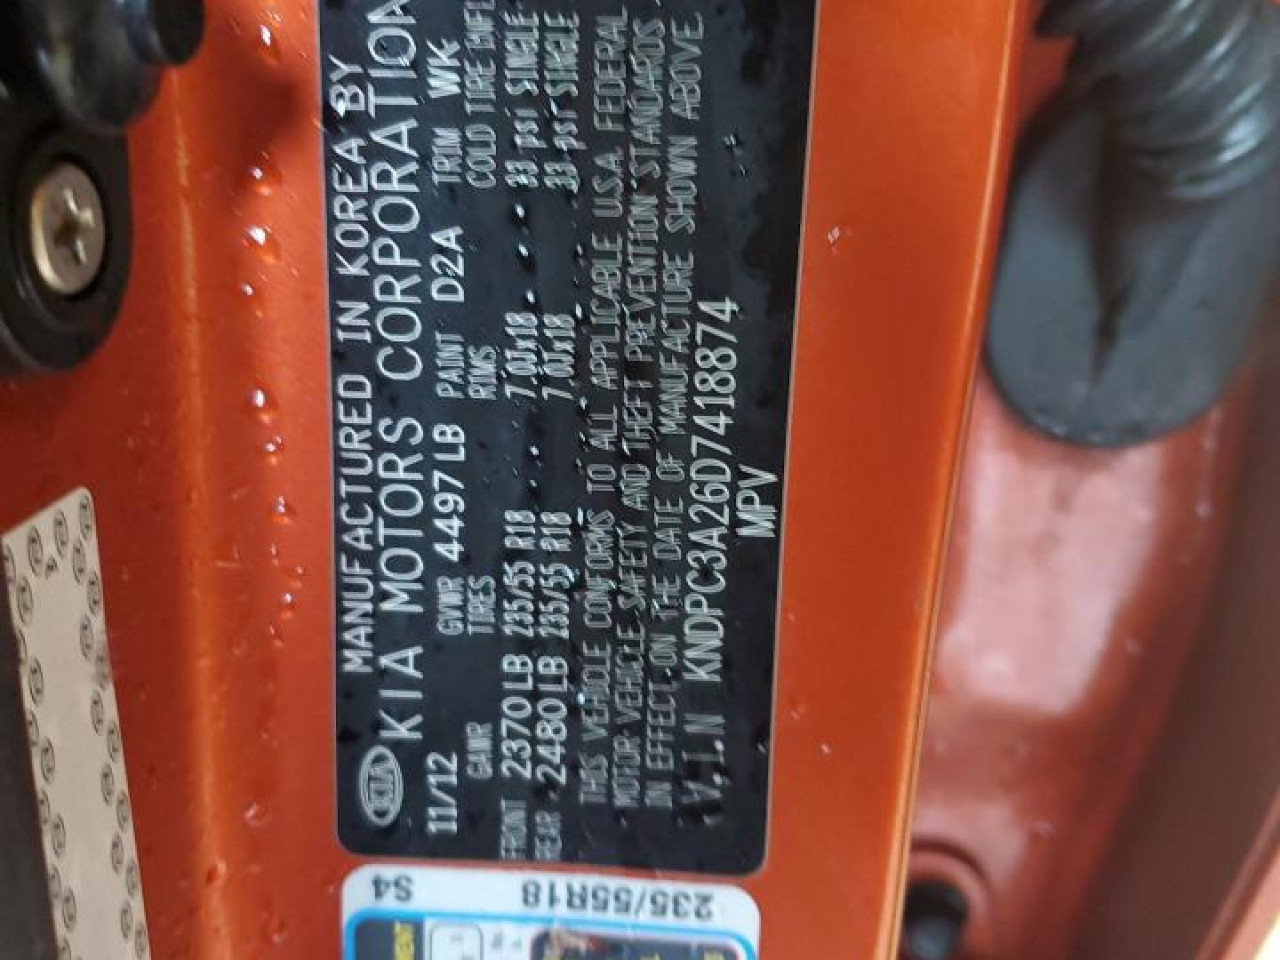 MANUFACTURED IN KOREA BY
KIA KIA MOTORS CORPORATION
11/12 GVWR 4497 LB PAINT D2A TRIM WK
GAWR TIRES RIMS COLD TIRE INFL
FRONT 2370 LB 235/55 R18 7.0Jx18 33 psi SINGLE
REAR 2480 LB 235/55 R18 7.0Jx18 33 psi SINGLE
THIS VEHICLE CONFORMS TO ALL APPLICABLE U.S.A. FEDERAL
MOTOR VEHICLE SAFETY AND THEFT PREVENTION STANDARDS
IN EFFECT ON THE DATE OF MANUFACTURE SHOWN ABOVE.
V.I.N KNDPC3A26D7418874
MPV
235/55R18 S4